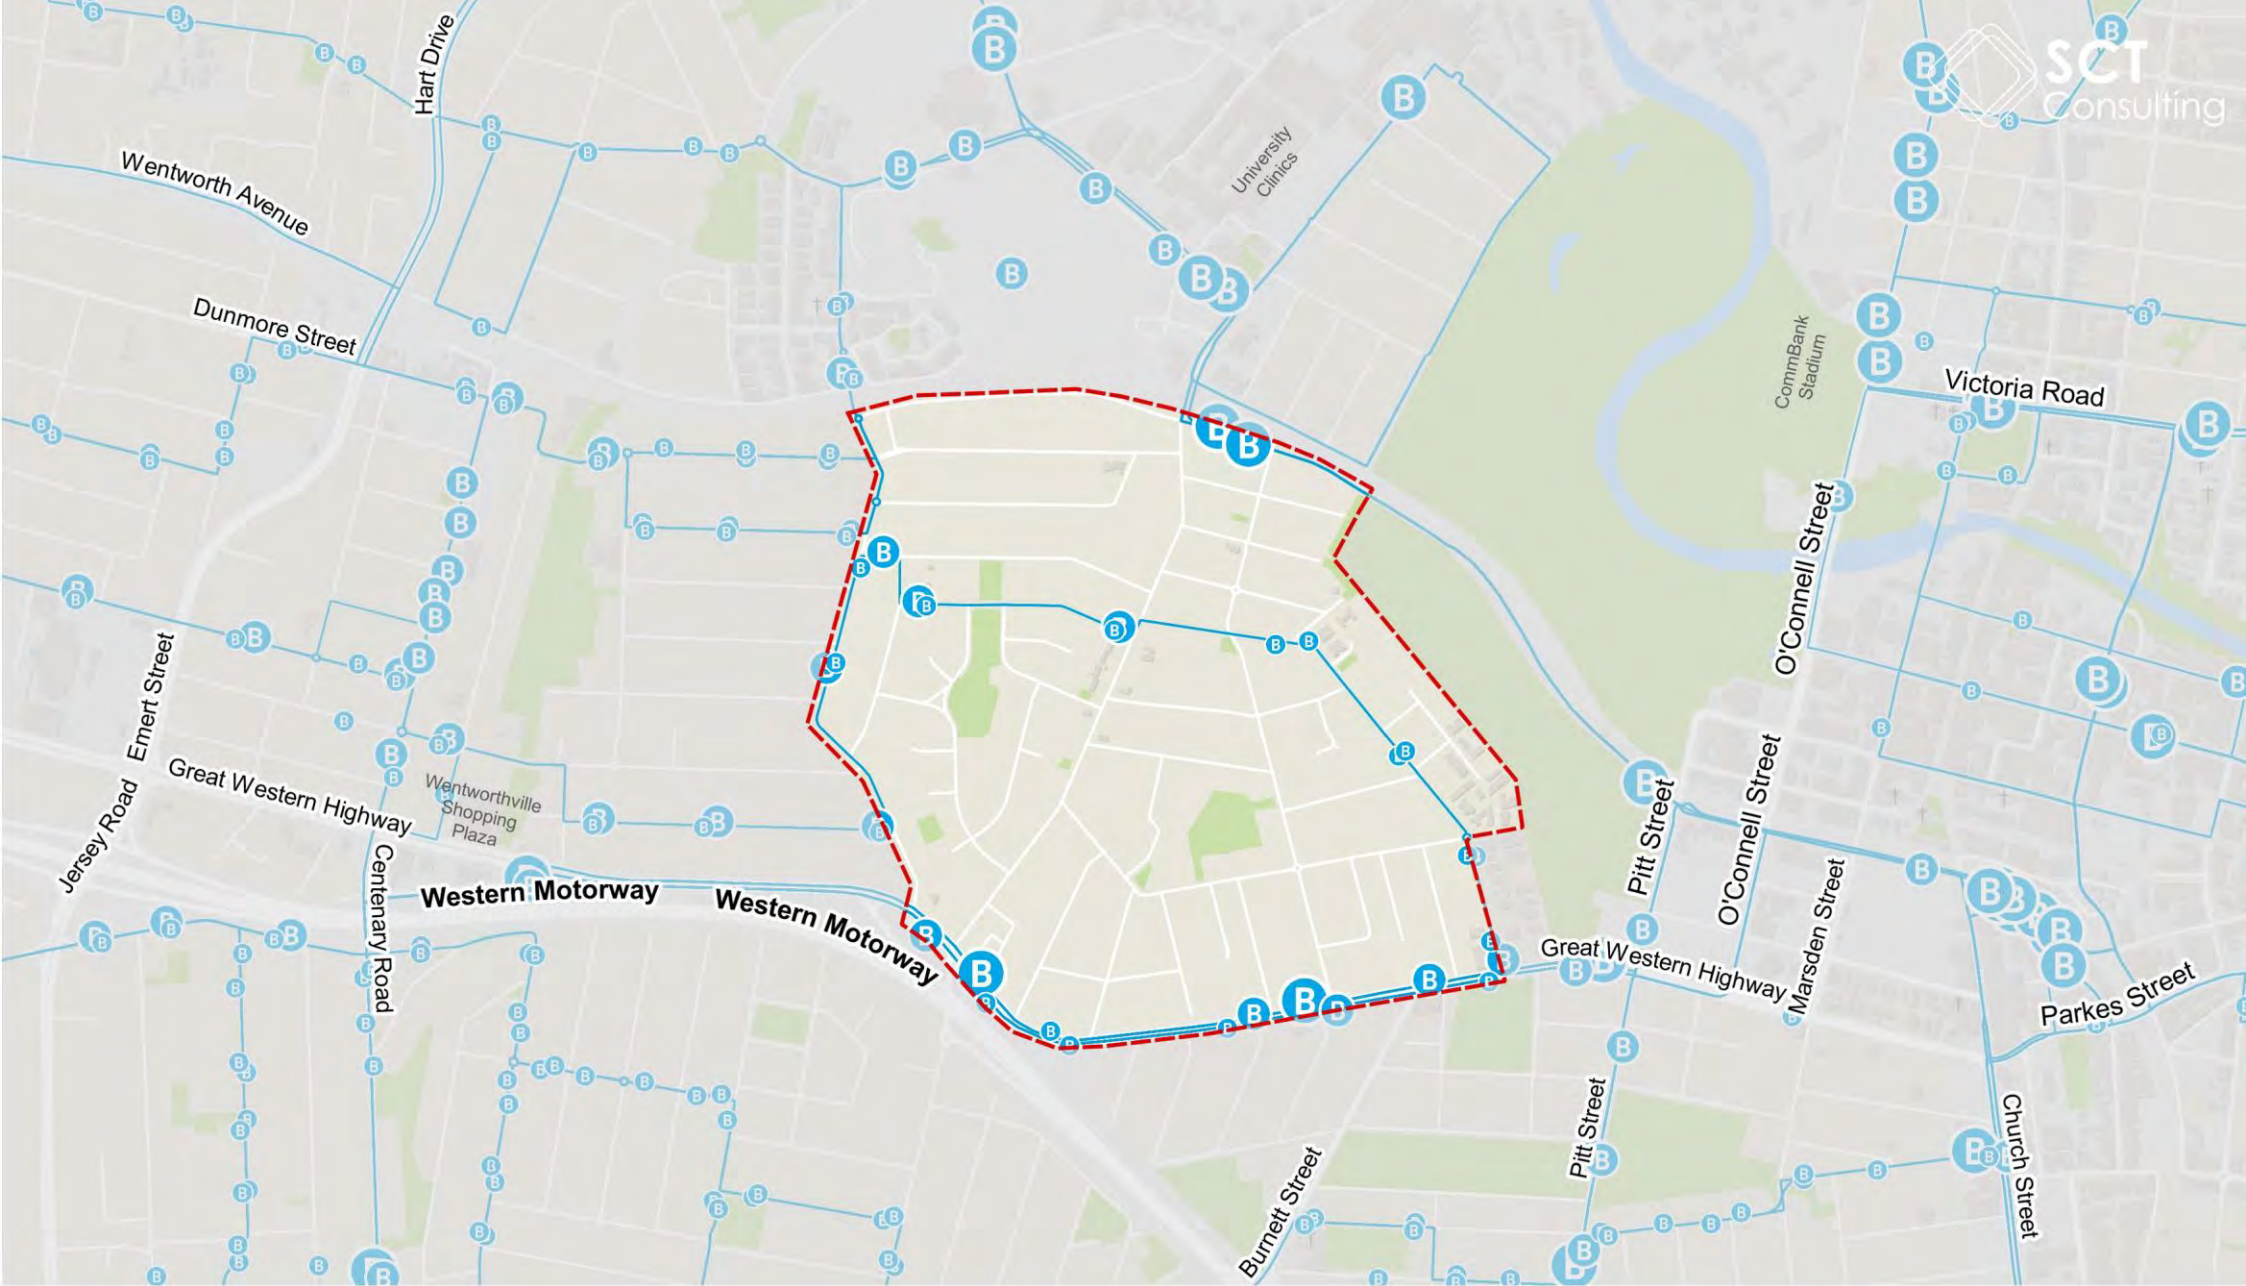 Hart Drive
SCT
Consulting
University
Clinics
Wentworth Avenue
Dunmore Street
CommBank
Stadium
Victoria Road
O'Connell Street
Emert Street
Great Western Highway
Wentworthville
Shopping
Plaza
Jersey Road
Centenary Road
Western Motorway
Western Motorway
Pitt Street
O'Connell Street
Marsden Street
Great Western Highway
Parkes Street
Pitt Street
Church Street
Burnett Street